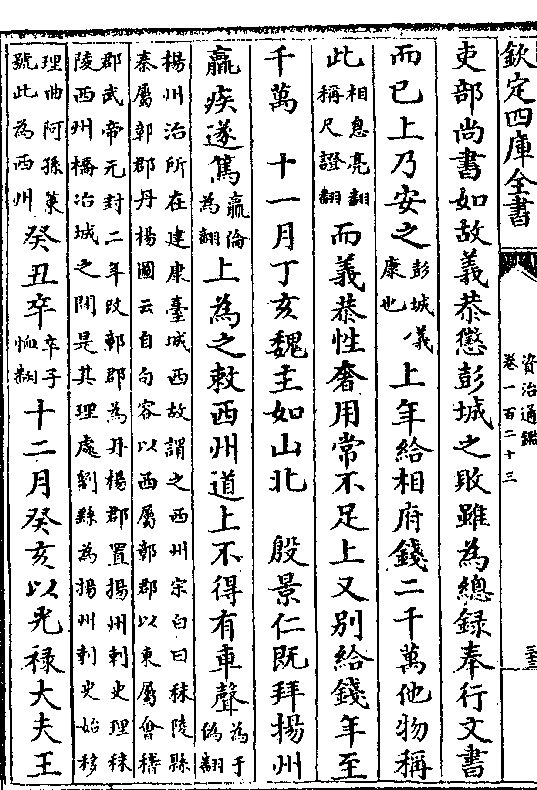 欽定四庫全書
資治通鑑
卷一百二十三
吏部尚書如故義恭懲彭城之敗雖為總録奉行文書
而已上乃安之彭城義康也上年給相府錢二千萬他物稱
此相息亮翻稱尺證翻而義恭性奢用常不足上又别給錢年至
千萬 十一月丁亥魏主如山北 殷景仁既拜揚州
羸疾遂篤羸倫為翻上為之敕西州道上不得有車聲為于偽翻
揚州治所在建康臺城西故謂之西州宗白曰秣陵縣
秦屬鄣郡丹楊圖云自句容以西屬鄣郡以東屬會稽
郡武帝元封二年改鄣郡為丹楊郡置揚州刺史理秣
陵西州橋冶城之間是其理處劉繇為揚州刺史始移
理曲阿孫策號此為西州癸丑卒卒子恤翻十二月癸亥以光禄大夫王